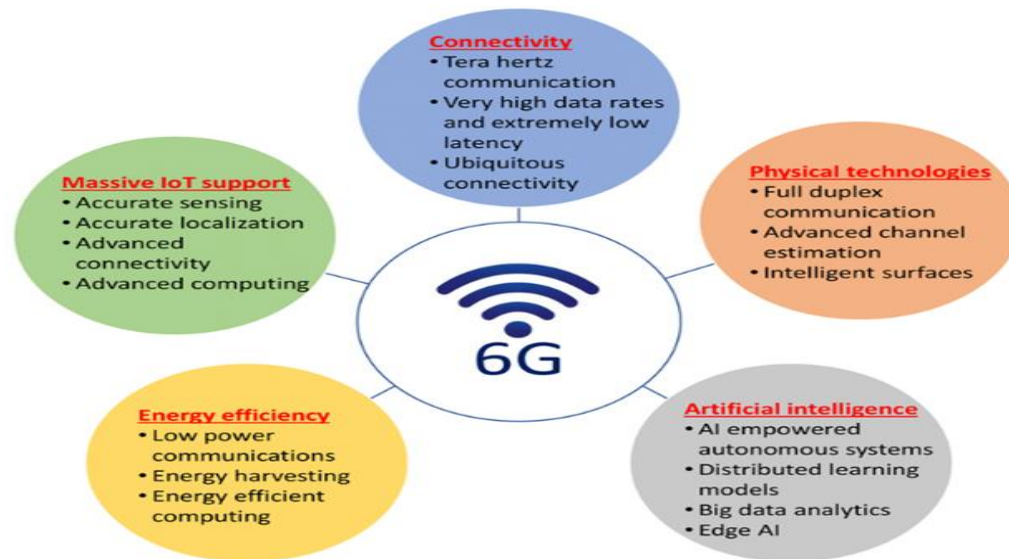 Connectivity
• Tera hertz
communication
• Very high data rates
and extremely low
latency
• Ubiquitous
connectivity
Massive IoT support
• Accurate sensing
• Accurate localization
• Advanced
connectivity
• Advanced computing
Physical technologies
• Full duplex
communication
• Advanced channel
estimation
• Intelligent surfaces
6G
Energy efficiency
• Low power
communications
• Energy harvesting
• Energy efficient
computing
Artificial intelligence
• AI empowered
autonomous systems
• Distributed learning
models
• Big data analytics
• Edge AI